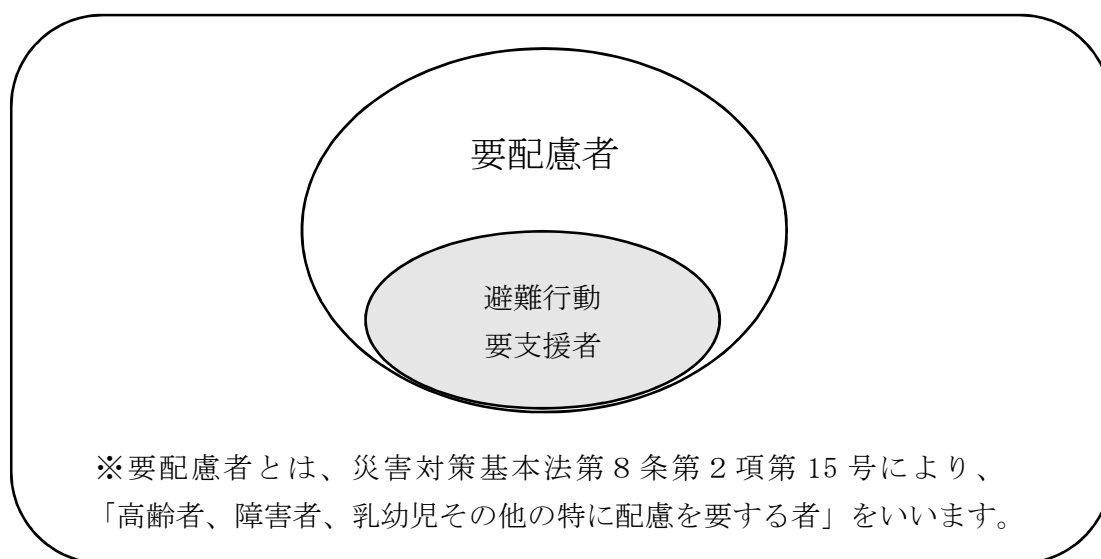 要配慮者
避難行動
要支援者
※要配慮者とは、災害対策基本法第8条第2項第15号により、
「高齢者、障害者、乳幼児その他の特に配慮を要する者」をいいます。